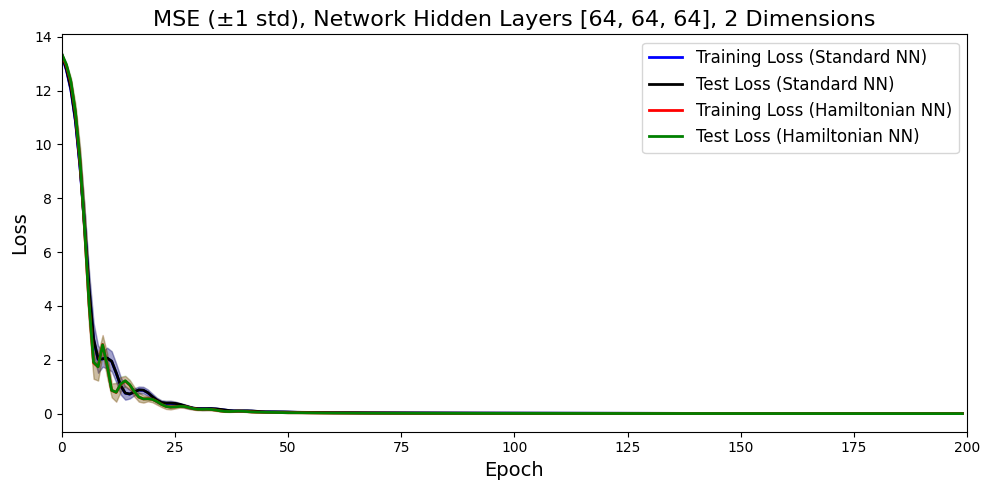 MSE (±1 std), Network Hidden Layers [64, 64, 64], 2 Dimensions
14
12
10
8
6
4
2
0
Loss
Training Loss (Standard NN)
Test Loss (Standard NN)
Training Loss (Hamiltonian NN)
Test Loss (Hamiltonian NN)
0 25 50 75 100 125 150 175 200
Epoch